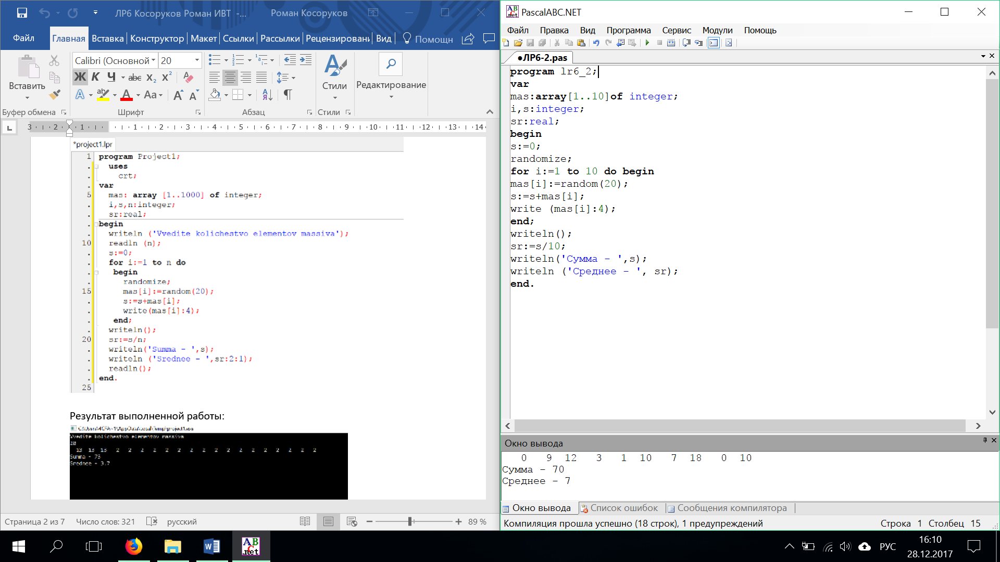 ЛР6 Косоруков Роман ИВТ -...
Роман Косоруков
Файл
Главная
Вставка
Конструктор
Макет
Ссылки
Рассылки
Рецензировани
Вид
Помощн
Вставить
Calibri (Основной
20
Ж К Ч abc X₂ X²
Aa
Стили
Редактирование
Буфер обмена
Шрифт
Абзац
Стили
3 2 1 1 2 3 4 5 6 7 8 9 10 11 12 13 14
*project1.lpr
1 program Project1;
uses
crt;
var
5 mas: array [1..1000] of integer;
i,s,n:integer;
sr:real;
begin
writeln ('Vvedite kolichestvo elementov massiva');
10 readln (n);
s:=0;
for i:=1 to n do
begin
randomize;
15 mas[i]:=random(20);
s:=s+mas[i];
write(mas[i]:4);
end;
writeln();
20 sr:=s/n;
writeln('Summa - ',s);
writeln ('Srednee - ',sr:2:1);
readln();
end.
25
Результат выполненной работы:
Vvedite kolichestvo elementov massiva
20
13 13 13 2 2 2 2 2 2 2 2 2 2 2 2 2 2 2 2 2
Summa - 73
Srednee - 3.7
Страница 2 из 7
Число слов: 321
русский
89 %
PascalABC.NET
Файл
Правка
Вид
Программа
Сервис
Модули
Помощь
•ЛР6-2.pas
program lr6_2;
var
mas:array[1..10]of integer;
i,s:integer;
sr:real;
begin
s:=0;
randomize;
for i:=1 to 10 do begin
mas[i]:=random(20);
s:=s+mas[i];
write (mas[i]:4);
end;
writeln();
sr:=s/10;
writeln('Сумма - ',s);
writeln ('Среднее - ', sr);
end.
Окно вывода
0 9 12 3 1 10 7 18 0 10
Сумма - 70
Среднее - 7
Окно вывода
Список ошибок
Сообщения компилятора
Компиляция прошла успешно (18 строк), 1 предупреждений
Строка 1 Столбец 15
РУС
16:10
28.12.2017